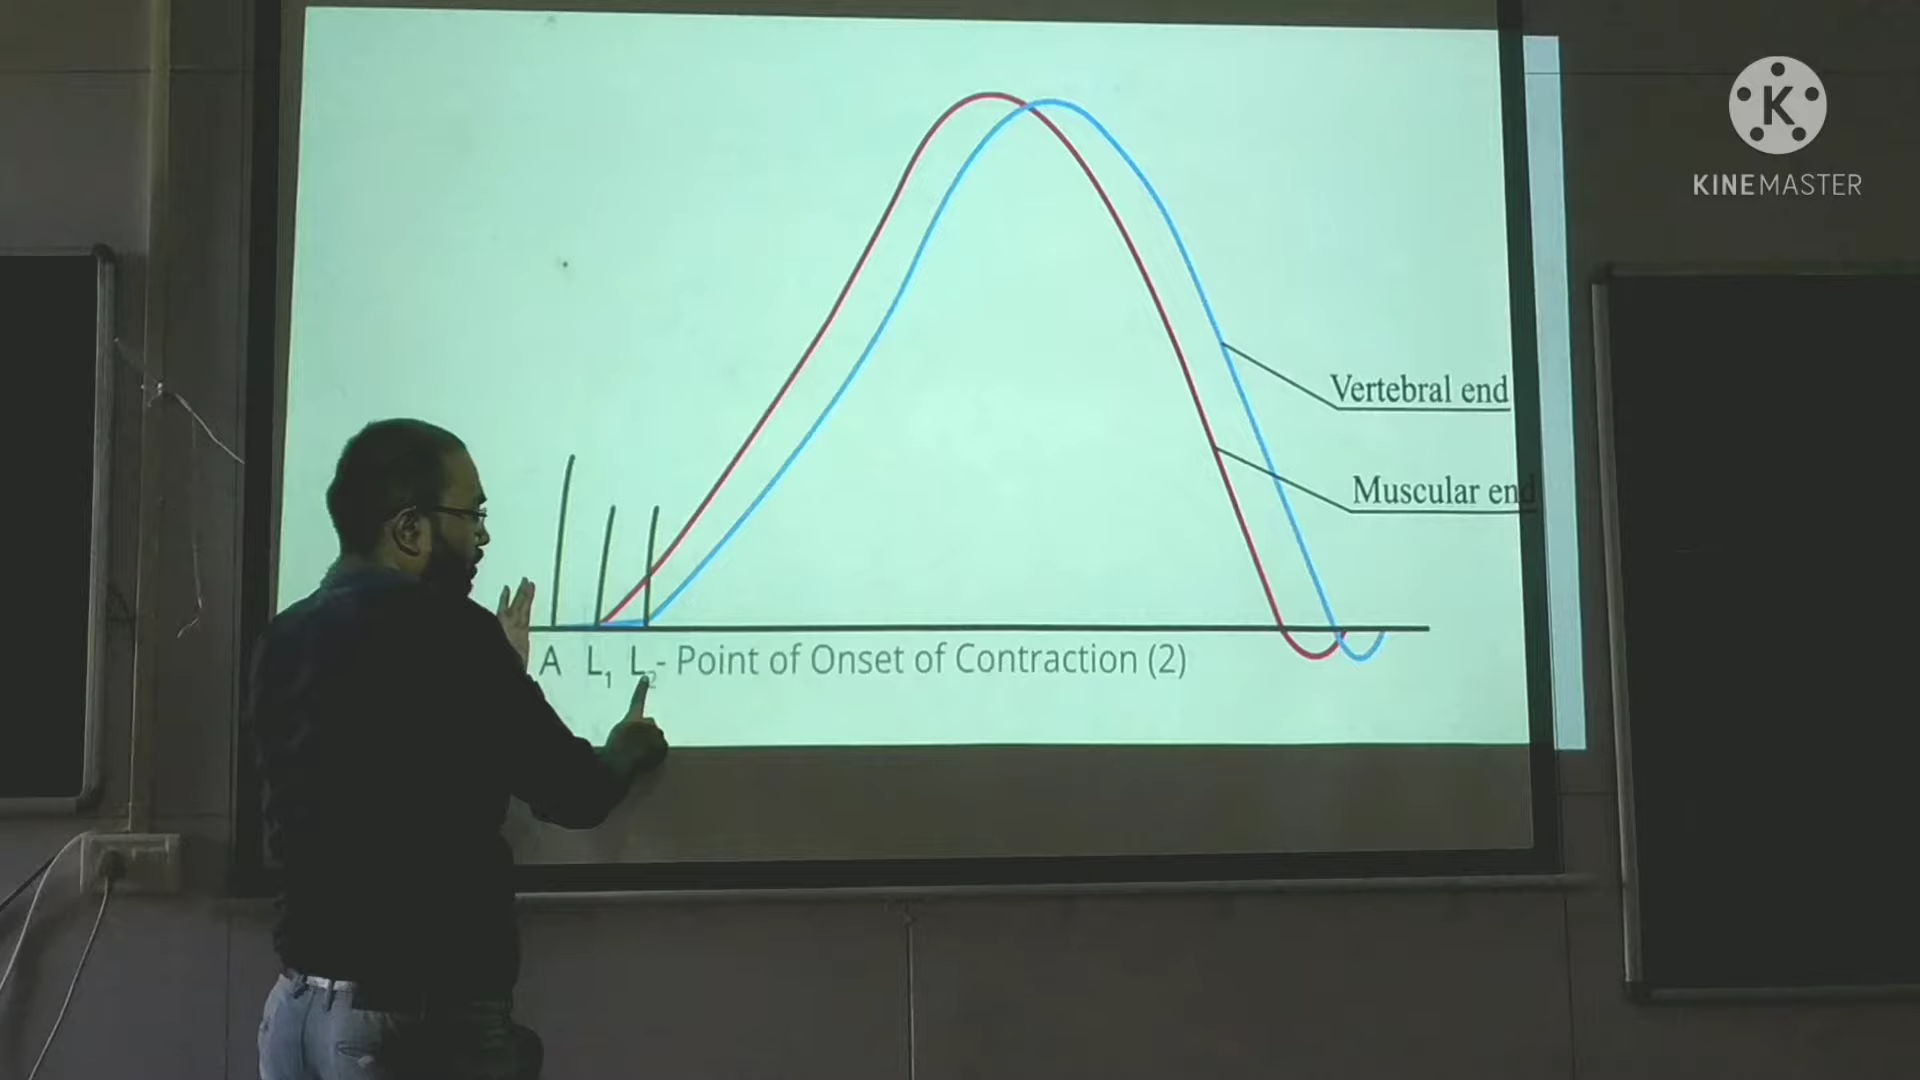 K
KINEMASTER
Vertebral end
Muscular end
A L₁ L₂- Point of Onset of Contraction (2)